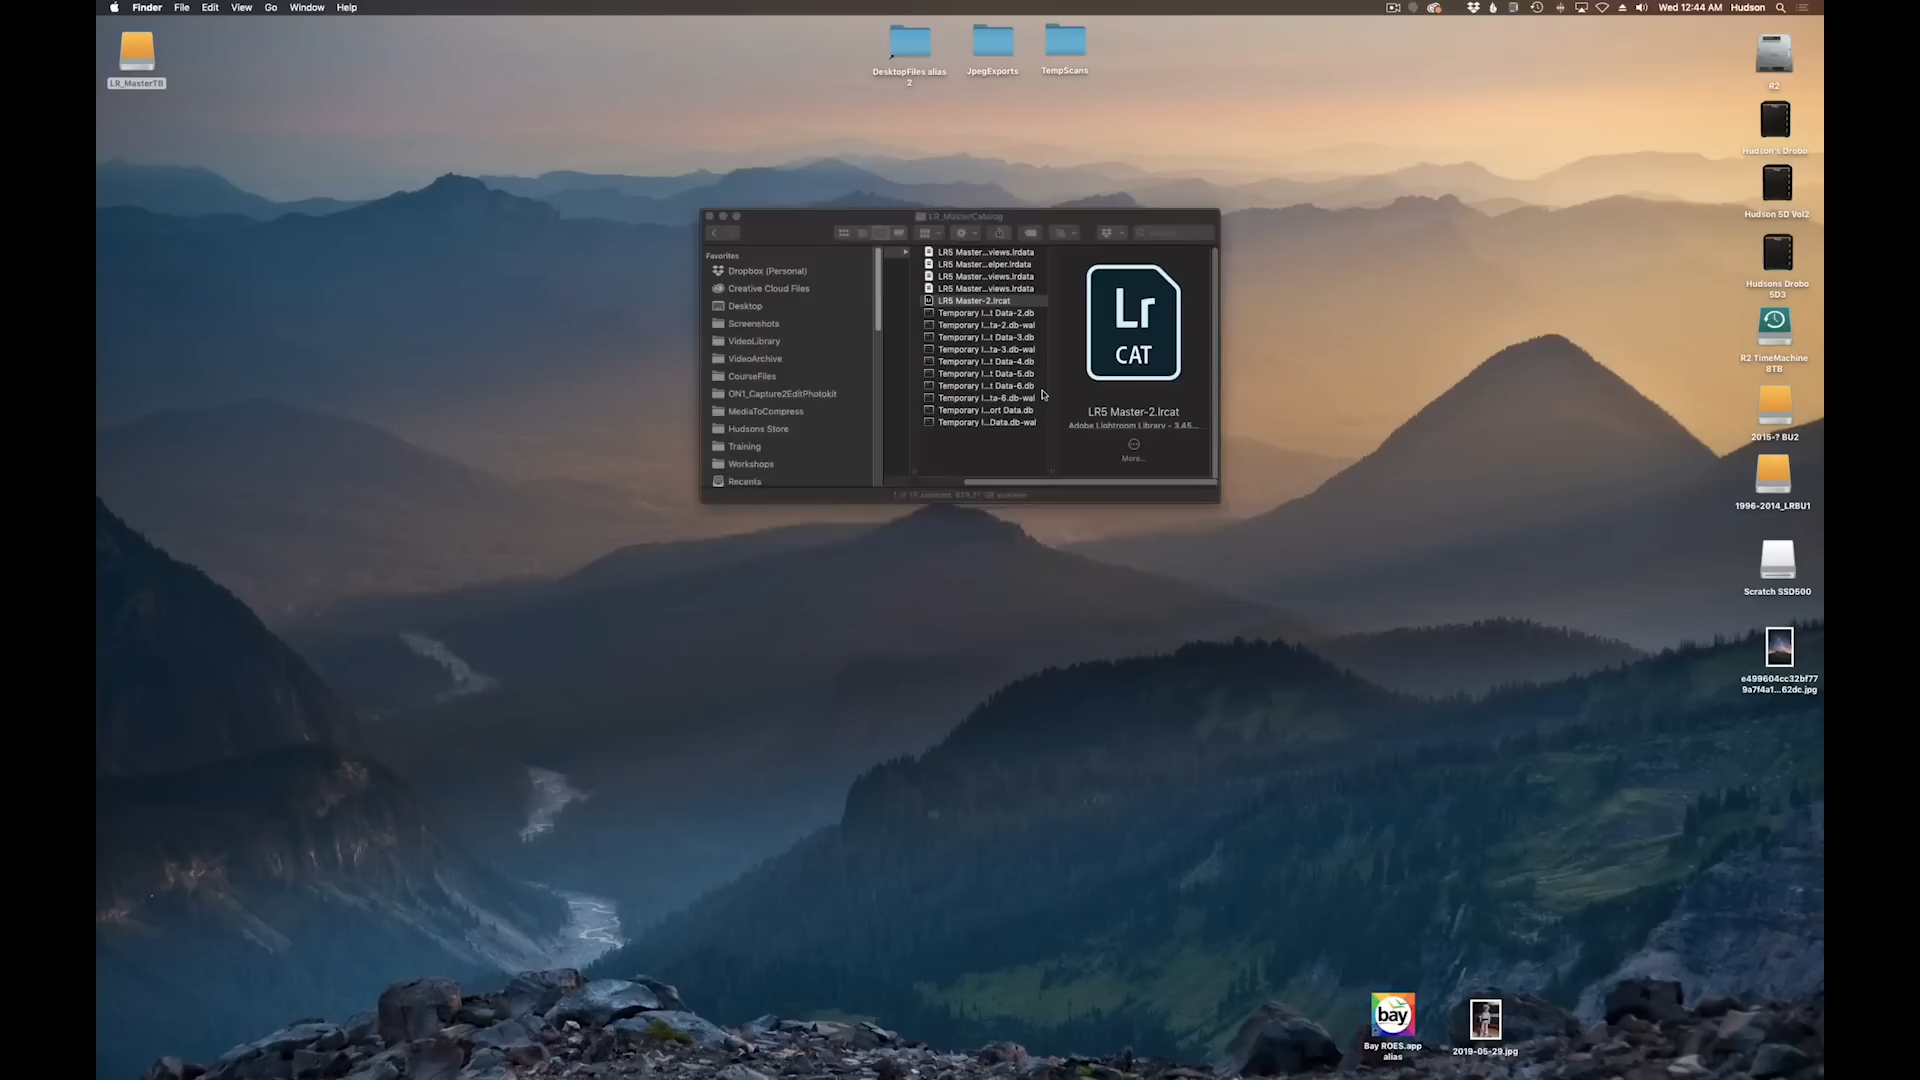 Finder File Edit View Go Window Help
Wed 12:44 AM Hudson
LR_MasterTB
DesktopFiles alias
2
JpegExports
TempScans
R2
Hudson's Drobo
Hudson 5D Vol2
Hudsons Drobo
5D3
R2 TimeMachine
8TB
2015-? BU2
1996-2014_LRBU1
Scratch SSD500
e499604cc32bf77
9a7f4a1...62dc.jpg
LR_MasterCatalog
Favorites
Dropbox (Personal)
Creative Cloud Files
Desktop
Screenshots
VideoLibrary
VideoArchive
CourseFiles
ON1_Capture2EditPhotokit
MediaToCompress
Hudsons Store
Training
Workshops
Recents
LR5 Master...views.lrdata
LR5 Master...elper.lrdata
LR5 Master...views.lrdata
LR5 Master...views.lrdata
LR5 Master-2.lrcat
Temporary I...t Data-2.db
Temporary I...ta-2.db-wal
Temporary I...t Data-3.db
Temporary I...ta-3.db-wal
Temporary I...t Data-4.db
Temporary I...t Data-5.db
Temporary I...t Data-6.db
Temporary I...ta-6.db-wal
Temporary I...ort Data.db
Temporary I...Data.db-wal
Lr
CAT
LR5 Master-2.lrcat
Adobe Lightroom Library - 3.45...
More...
bay
Bay ROES.app
alias
2019-05-29.jpg